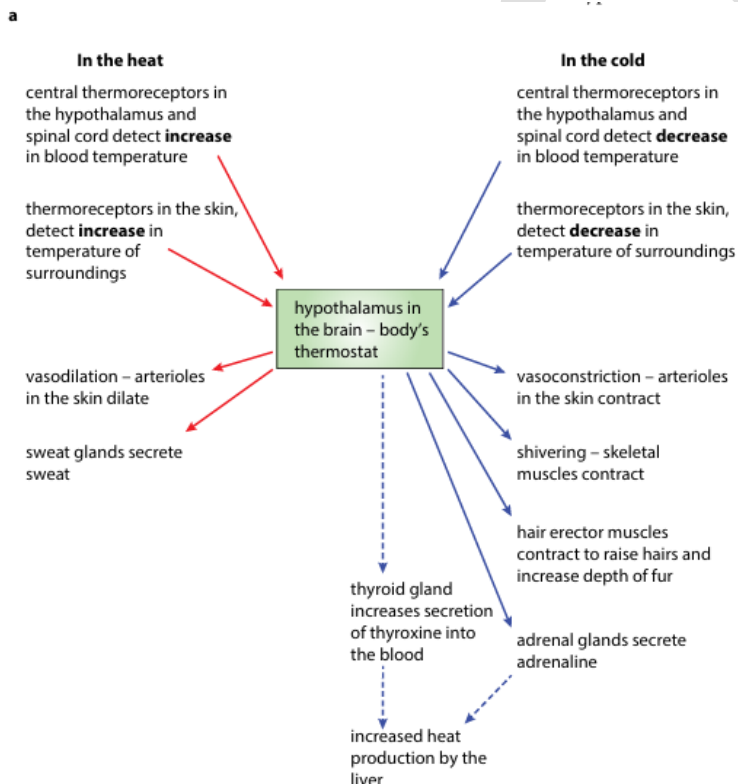 a
In the heat
central thermoreceptors in
the hypothalamus and
spinal cord detect increase
in blood temperature
thermoreceptors in the skin,
detect increase in
temperature of
surroundings
In the cold
central thermoreceptors in
the hypothalamus and
spinal cord detect decrease
in blood temperature
thermoreceptors in the skin,
detect decrease in
temperature of surroundings
hypothalamus in
the brain – body's
thermostat
vasodilation – arterioles
in the skin dilate
sweat glands secrete
sweat
vasoconstriction – arterioles
in the skin contract
shivering – skeletal
muscles contract
hair erector muscles
contract to raise hairs and
increase depth of fur
thyroid gland
increases secretion
of thyroxine into
the blood
adrenal glands secrete
adrenaline
increased heat
production by the
liver